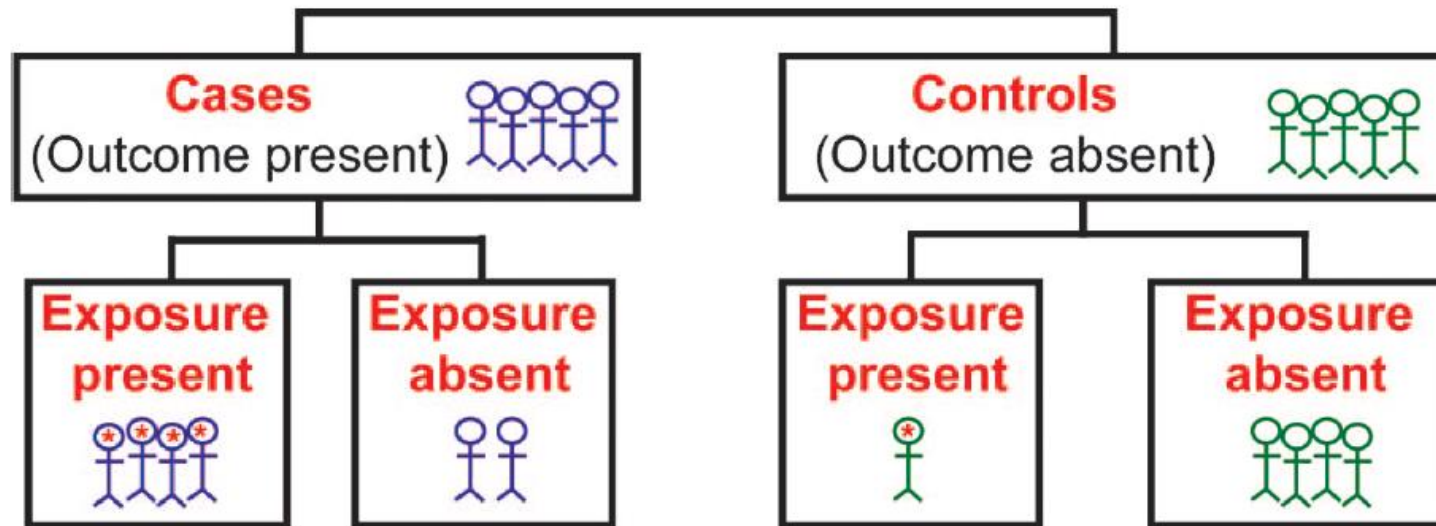 Cases
(Outcome present)
Controls
(Outcome absent)
Exposure
present
Exposure
absent
Exposure
present
Exposure
absent